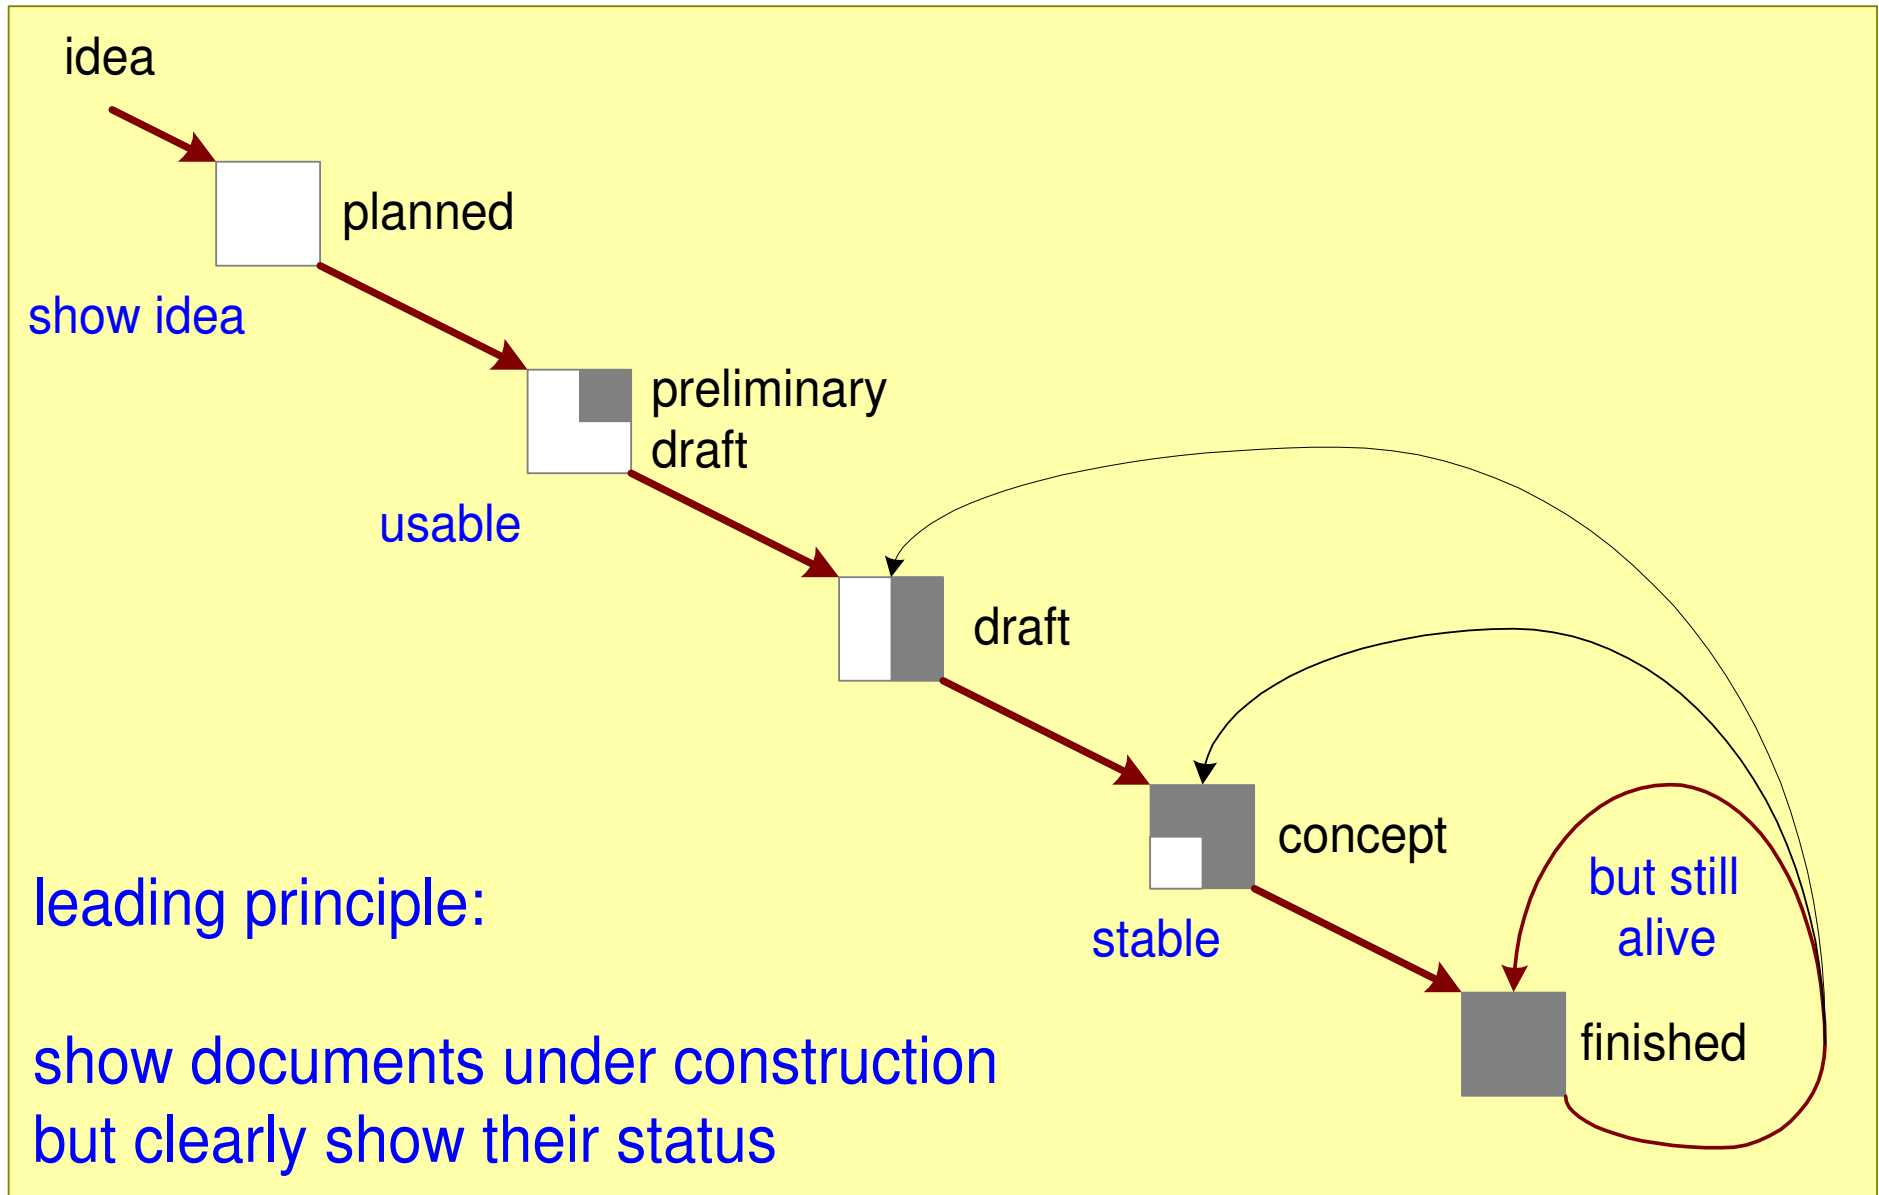 idea
planned
show idea
preliminary
draft
usable
draft
concept
but still
alive
stable
leading principle:
finished
show documents under construction
but clearly show their status